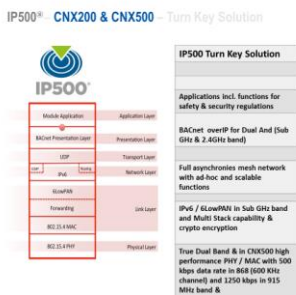 IP500® - CNX200 & CNX500 – Turn Key Solution
IP500®
Module Application
Application Layer
BACnet Presentation Layer
Presentation Layer
UDP
Transport Layer
IPv6
Routing
Network Layer
6LowPAN
Forwarding
Link Layer
802.15.4 MAC
802.15.4 PHY
Physical Layer
IP500 Turn Key Solution
Applications incl. functions for
safety & security regulations
BACnet overIP for Dual And (Sub
GHz & 2.4GHz band)
Full asynchronies mesh network
with ad-hoc and scalable
functions
IPv6 / 6LowPAN in Sub GHz band
and Multi Stack capability &
crypto encryption
True Dual Band & in CNX500 high
performance PHY / MAC with 500
kbps data rate in 868 (600 KHz
channel) and 1250 kbps in 915
MHz band &